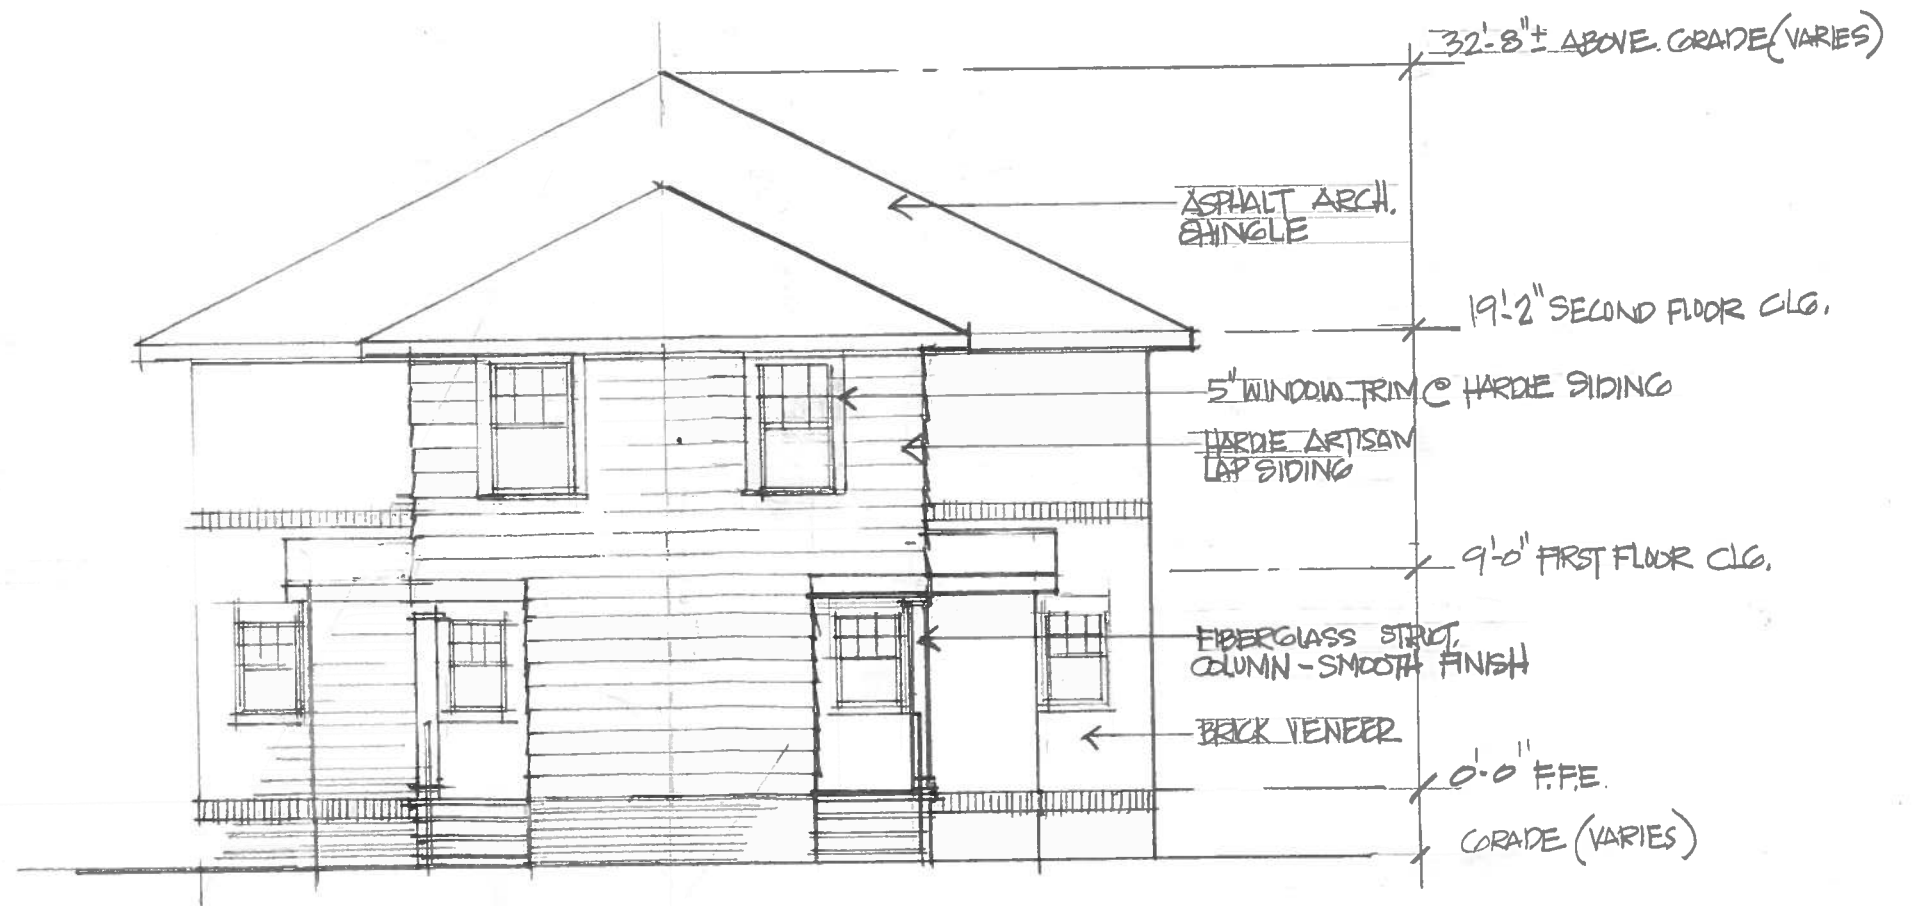 32'-8"± ABOVE GRADE (VARIES)
ASPHALT ARCH.
SHINGLE
19'-2" SECOND FLOOR CLG.
5" WINDOW TRIM @ HARDIE SIDING
HARDIE ARTISAN
LAP SIDING
9'-0" FIRST FLOOR CLG.
FIBERGLASS STRUCT.
COLUMN - SMOOTH FINISH
BRICK VENEER
0'-0" F.F.E.
GRADE (VARIES)